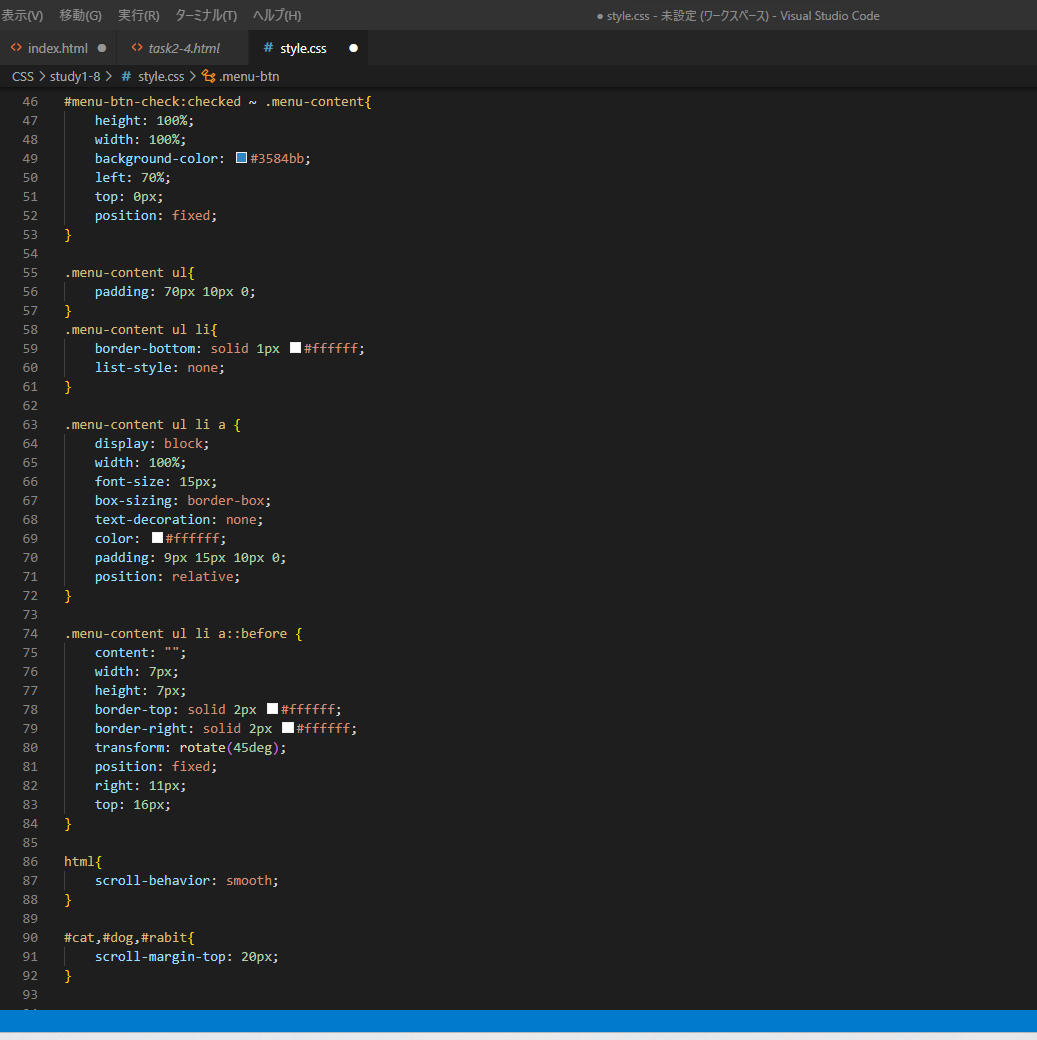 表示(V) 移動(G) 実行(R) ターミナル(T) ヘルプ(H) ● style.css - 未設定 (ワークスペース) - Visual Studio Code
<> index.html ● <> task2-4.html # style.css ●
CSS > study1-8 > # style.css > .menu-btn
46 #menu-btn-check:checked ~ .menu-content{
47 height: 100%;
48 width: 100%;
49 background-color: #3584bb;
50 left: 70%;
51 top: 0px;
52 position: fixed;
53 }
54
55 .menu-content ul{
56 padding: 70px 10px 0;
57 }
58 .menu-content ul li{
59 border-bottom: solid 1px #ffffff;
60 list-style: none;
61 }
62
63 .menu-content ul li a {
64 display: block;
65 width: 100%;
66 font-size: 15px;
67 box-sizing: border-box;
68 text-decoration: none;
69 color: #ffffff;
70 padding: 9px 15px 10px 0;
71 position: relative;
72 }
73
74 .menu-content ul li a::before {
75 content: "";
76 width: 7px;
77 height: 7px;
78 border-top: solid 2px #ffffff;
79 border-right: solid 2px #ffffff;
80 transform: rotate(45deg);
81 position: fixed;
82 right: 11px;
83 top: 16px;
84 }
85
86 html{
87 scroll-behavior: smooth;
88 }
89
90 #cat,#dog,#rabit{
91 scroll-margin-top: 20px;
92 }
93